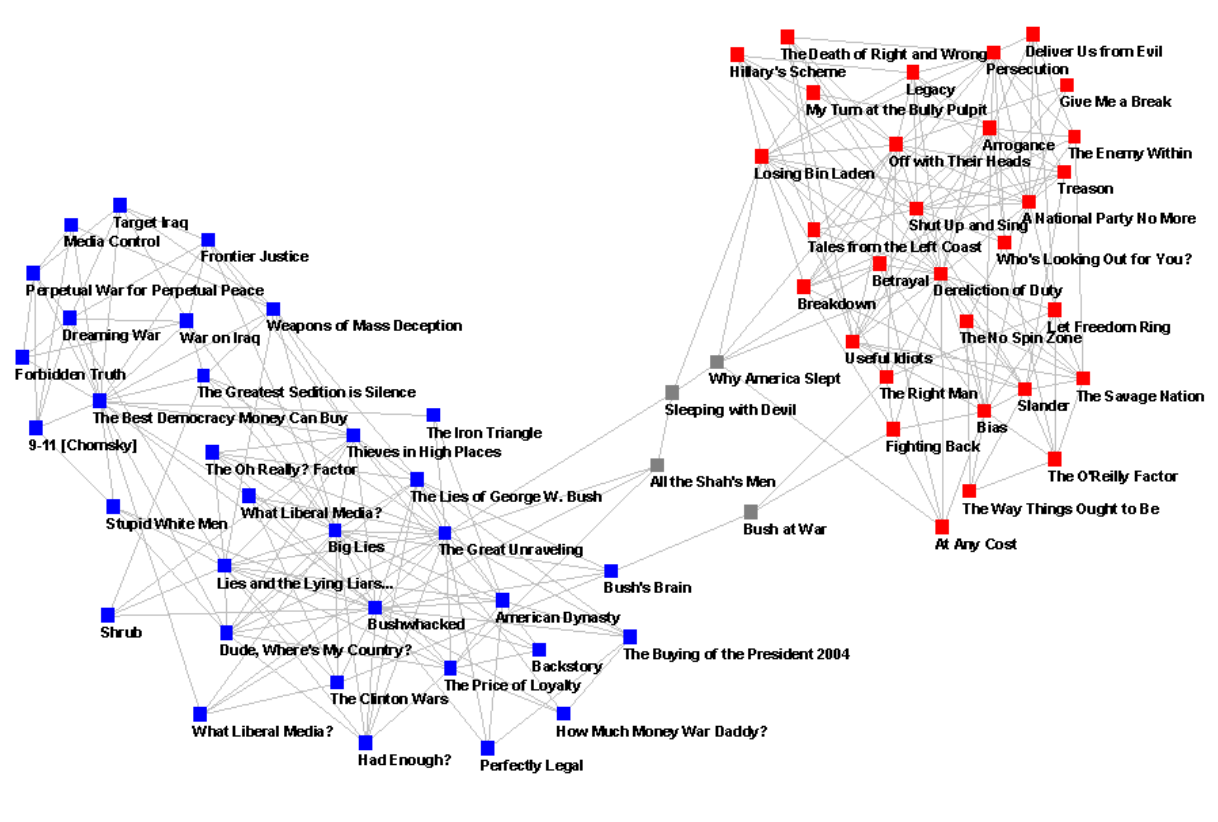 The Death of Right and Wrong
Deliver Us from Evil
Hillary's Scheme
Persecution
Legacy
Give Me a Break
My Turn at the Bully Pulpit
Arrogance
The Enemy Within
Off with Their Heads
Losing Bin Laden
Treason
Target Iraq
Media Control
Shut Up and Sing
A National Party No More
Tales from the Left Coast
Who's Looking Out for You?
Frontier Justice
Betrayal
Dereliction of Duty
Perpetual War for Perpetual Peace
Breakdown
Weapons of Mass Deception
Let Freedom Ring
Dreaming War
War on Iraq
The No Spin Zone
Useful Idiots
Forbidden Truth
Why America Slept
The Greatest Sedition is Silence
The Right Man
The Savage Nation
Slander
Sleeping with Devil
The Best Democracy Money Can Buy
Bias
The Iron Triangle
9-11 [Chomsky]
Fighting Back
Thieves in High Places
The Oh Really? Factor
The O'Reilly Factor
All the Shah's Men
The Lies of George W. Bush
The Way Things Ought to Be
What Liberal Media?
Stupid White Men
Bush at War
At Any Cost
Big Lies
The Great Unraveling
Lies and the Lying Liars...
Bush's Brain
American Dynasty
Bushwhacked
Shrub
Dude, Where's My Country?
The Buying of the President 2004
Backstory
The Price of Loyalty
The Clinton Wars
What Liberal Media?
How Much Money War Daddy?
Had Enough?
Perfectly Legal